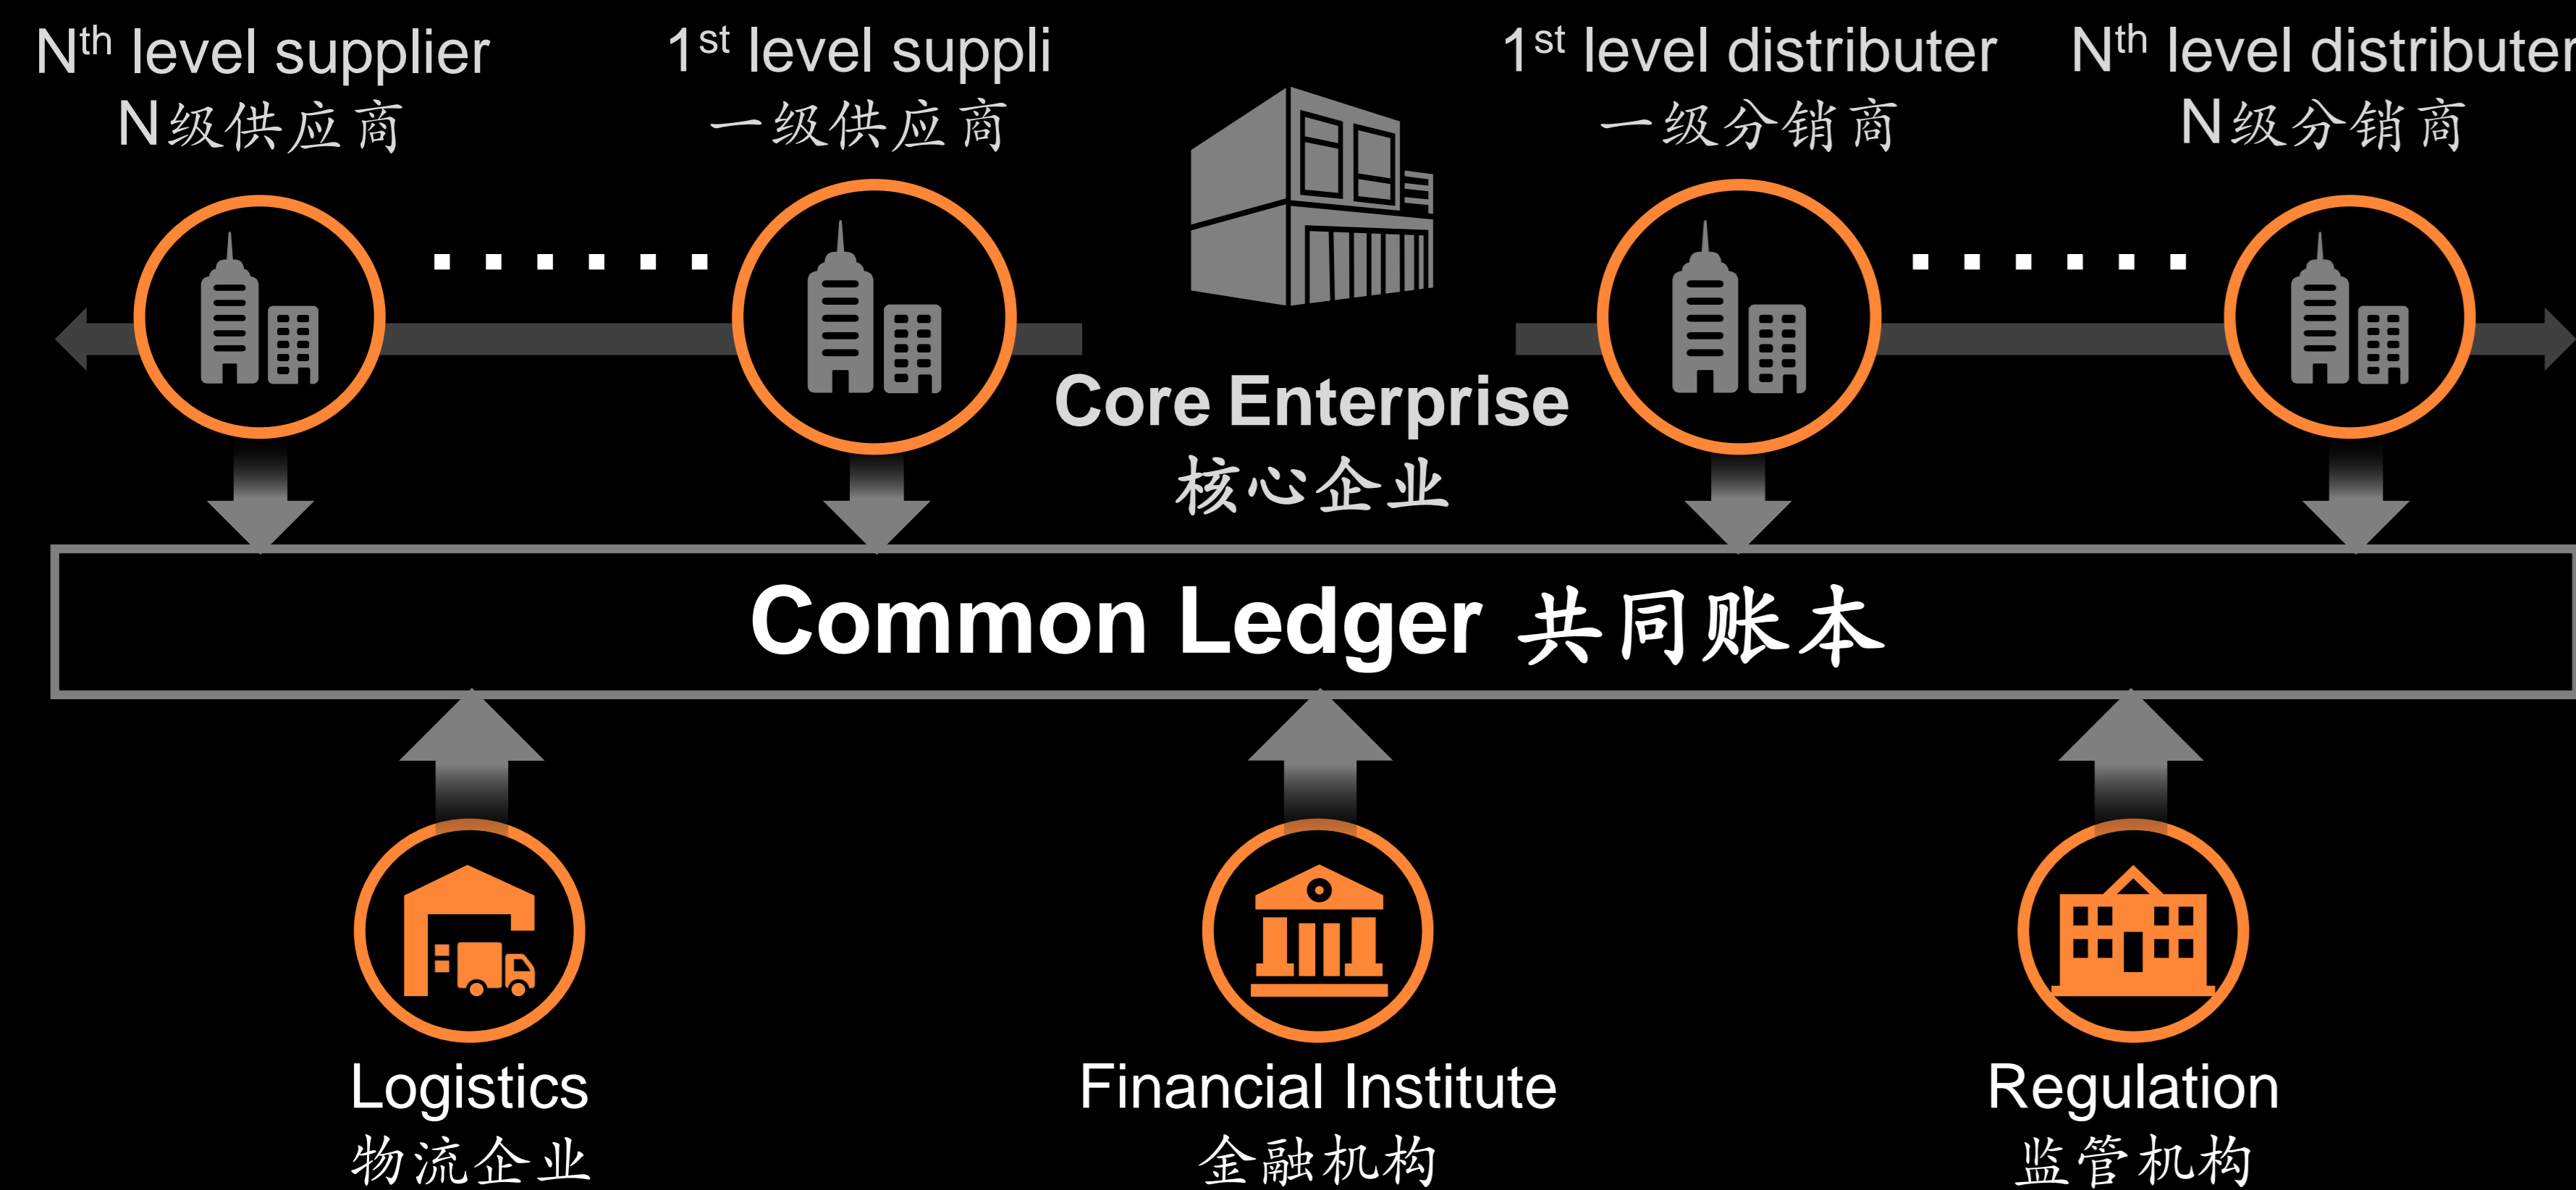 Nth level supplier
N级供应商
1st level suppli
一级供应商
1st level distributer
一级分销商
Nth level distributer
N级分销商
Core Enterprise
核心企业
Common Ledger 共同账本
Logistics
物流企业
Financial Institute
金融机构
Regulation
监管机构